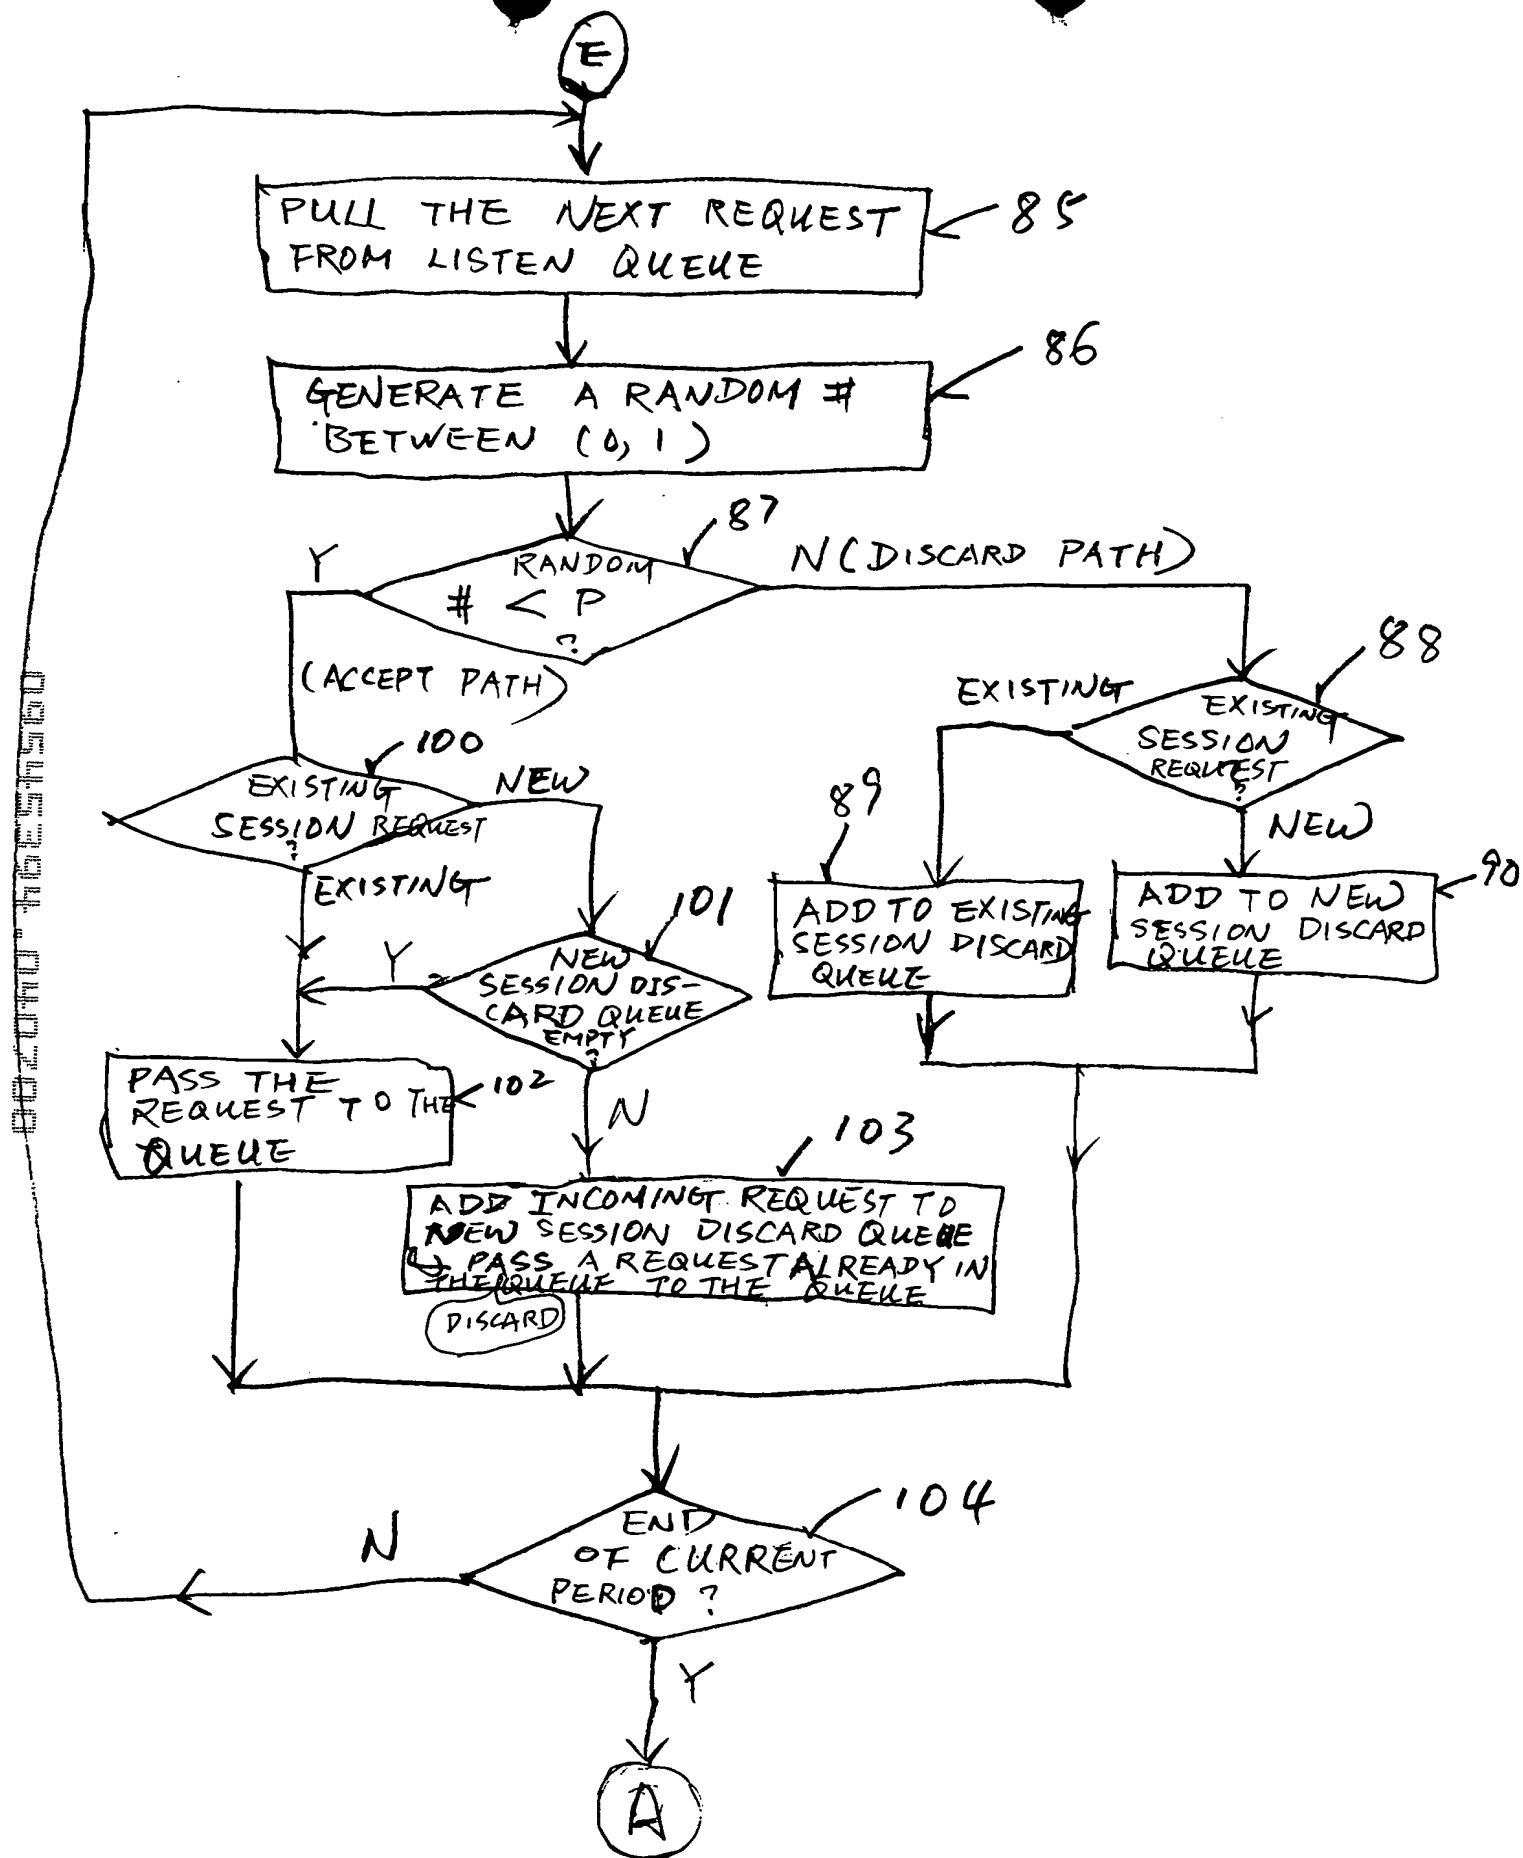 E
PULL THE NEXT REQUEST
FROM LISTEN QUEUE
85
GENERATE A RANDOM #
BETWEEN (0, 1)
86
87
RANDOM
# < P
?
Y
(ACCEPT PATH)
N (DISCARD PATH)
88
EXISTING
SESSION
REQUEST
?
EXISTING
NEW
89
ADD TO EXISTING
SESSION DISCARD
QUEUE
90
ADD TO NEW
SESSION DISCARD
QUEUE
100
EXISTING
SESSION REQUEST
?
NEW
EXISTING
101
NEW
SESSION DIS-
CARD QUEUE
EMPTY
?
Y
N
PASS THE
REQUEST TO THE
QUEUE
102
103
ADD INCOMING REQUEST TO
NEW SESSION DISCARD QUEUE
PASS A REQUEST ALREADY IN
THE QUEUE TO THE QUEUE
DISCARD
104
END
OF CURRENT
PERIOD ?
N
Y
A